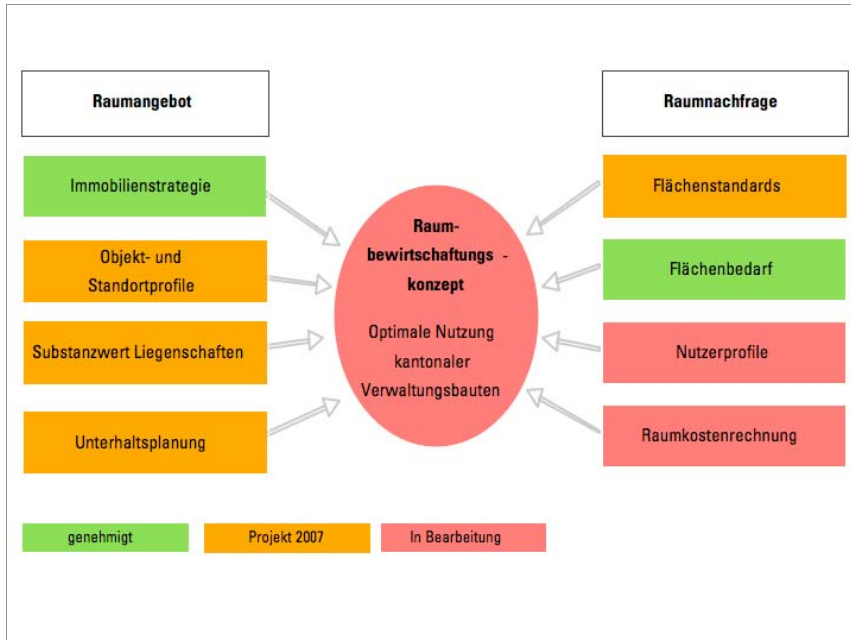 Raumangebot
Immobilienstrategie
Objekt- und
Standortprofile
Substanzwert Liegenschaften
Unterhaltsplanung
Raum-
bewirtschaftungs -
konzept
Optimale Nutzung
kantonaler
Verwaltungsbauten
Raumnachfrage
Flächenstandards
Flächenbedarf
Nutzerprofile
Raumkostenrechnung
genehmigt
Projekt 2007
In Bearbeitung